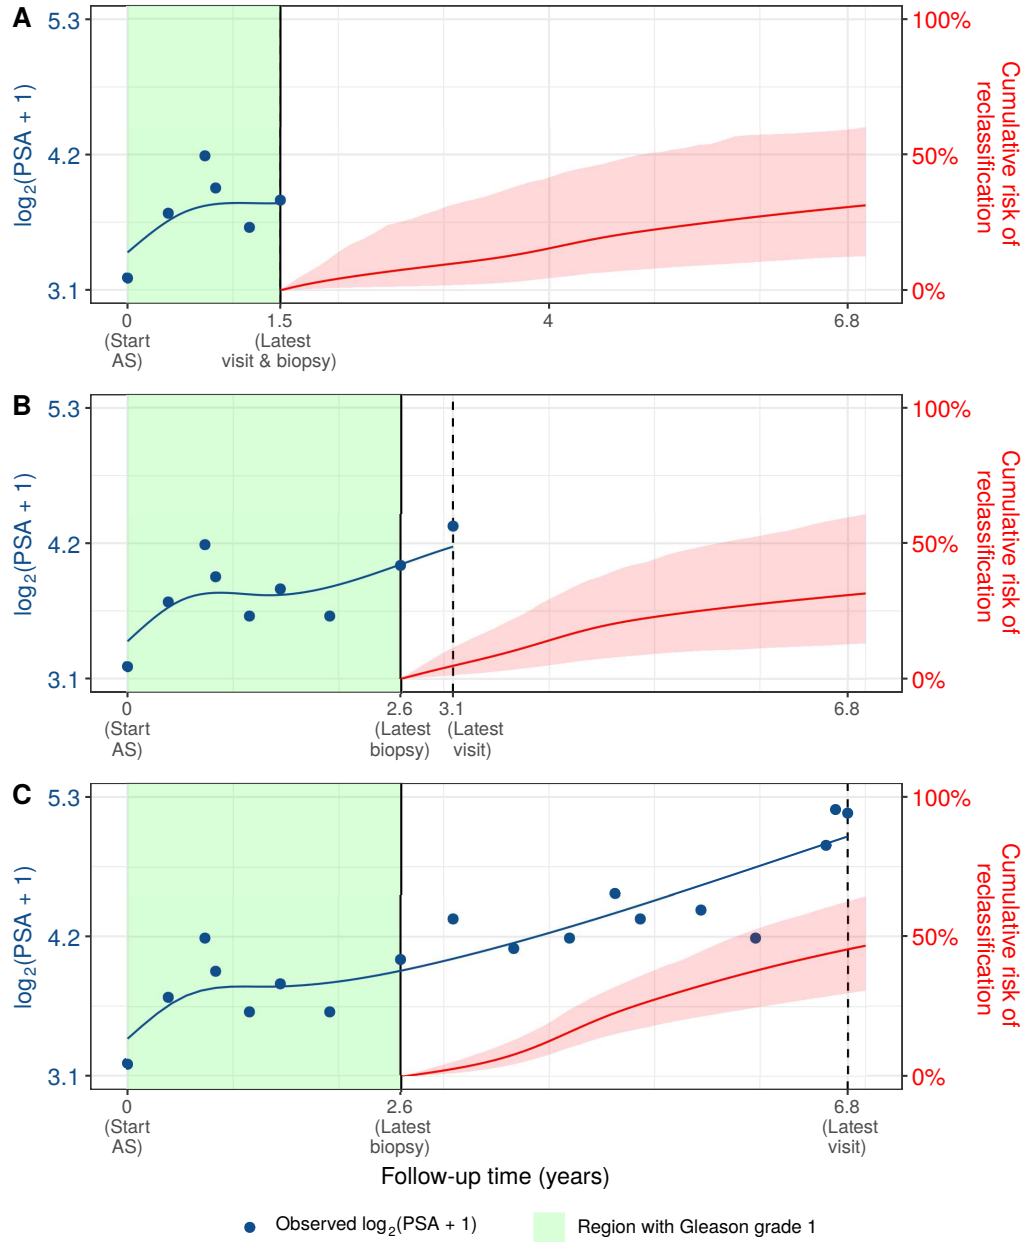 A
5.3
4.2
3.1
log2(PSA + 1)
100%
50%
0%
Cumulative risk of
reclassification
0
(Start
AS)
1.5
(Latest
visit & biopsy)
4
6.8
B
5.3
4.2
3.1
log2(PSA + 1)
100%
50%
0%
Cumulative risk of
reclassification
0
(Start
AS)
2.6
(Latest
biopsy)
3.1
(Latest
visit)
6.8
C
5.3
4.2
3.1
log2(PSA + 1)
100%
50%
0%
Cumulative risk of
reclassification
0
(Start
AS)
2.6
(Latest
biopsy)
6.8
(Latest
visit)
Follow-up time (years)
Observed log2(PSA + 1)
Region with Gleason grade 1